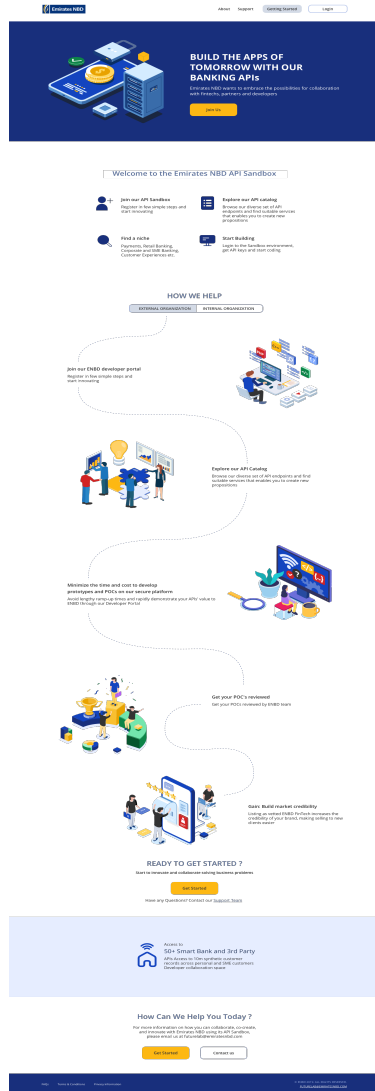 Emirates NBD
About Support Getting Started Login
BUILD THE APPS OF
TOMORROW WITH OUR
BANKING APIs
Emirates NBD wants to embrace the possibilities for collaboration
with fintechs, partners and developers
Join Us
Welcome to the Emirates NBD API Sandbox
Join our API Sandbox
Register in few simple steps and
start innovating
Explore our API catalog
Browse our diverse set of API
endpoints and find suitable services
that enables you to create new
propositions
Find a niche
Payments, Retail Banking,
Corporate and SME Banking,
Customer Experiences etc.
Start Building
Login to the Sandbox environment,
get API keys and start coding
HOW WE HELP
EXTERNAL ORGANIZATION INTERNAL ORGANIZATION
Join our ENBD developer portal
Register in few simple steps and
start innovating
Explore our API Catalog
Browse our diverse set of API endpoints and find
suitable services that enables you to create new
propositions
Minimize the time and cost to develop
prototypes and POCs on our secure platform
Avoid lengthy ramp-up times and rapidly demonstrate your APIs' value to
ENBD through our Developer Portal
Get your POC's reviewed
Get your POCs reviewed by ENBD team
Gain: Build market credibility
Listing as vetted ENBD FinTech increases the
credibility of your brand, making selling to new
clients easier
READY TO GET STARTED ?
Start to innovate and collaborate solving business problems
Get Started
Have any Questions? Contact our Support Team
Access to
50+ Smart Bank and 3rd Party
APIs Access to 10m synthetic customer
records across personal and SME customers
Developer collaboration space
How Can We Help You Today ?
For more information on how you can collaborate, co-create,
and innovate with Emirates NBD using its API Sandbox,
please email us at futurelab@emiratesnbd.com
Get Started Contact us
FAQs Terms & Conditions Privacy Information
FUTURELAB@EMIRATESNBD.COM